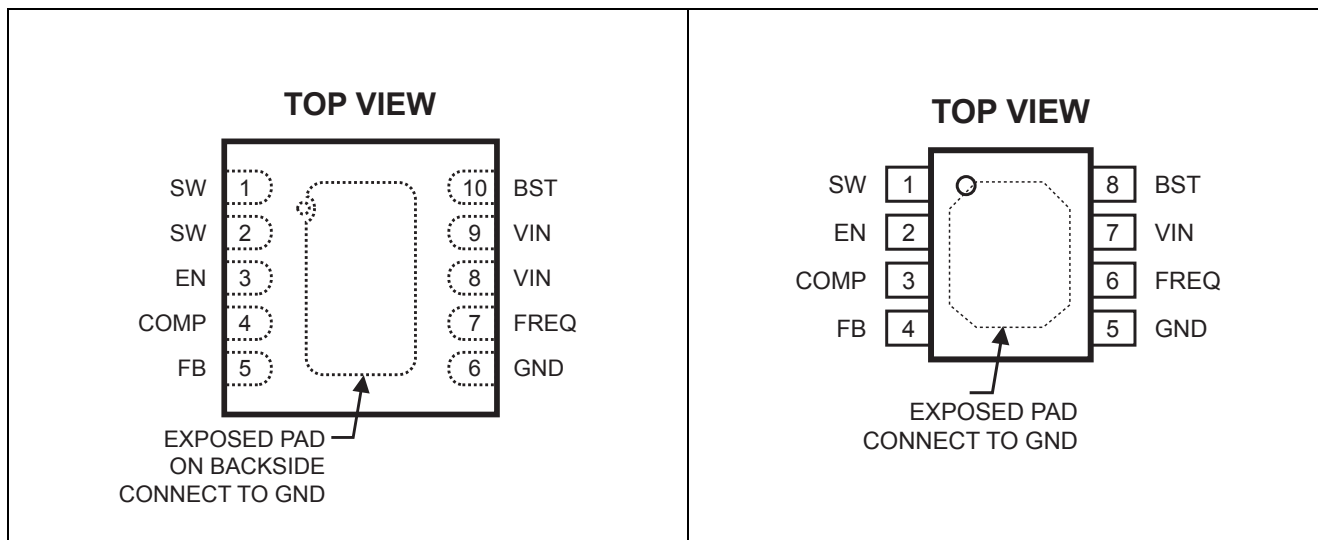 TOP VIEW
SW 1 10 BST
SW 2 9 VIN
EN 3 8 VIN
COMP 4 7 FREQ
FB 5 6 GND
EXPOSED PAD
ON BACKSIDE
CONNECT TO GND
TOP VIEW
SW 1 8 BST
EN 2 7 VIN
COMP 3 6 FREQ
FB 4 5 GND
EXPOSED PAD
CONNECT TO GND